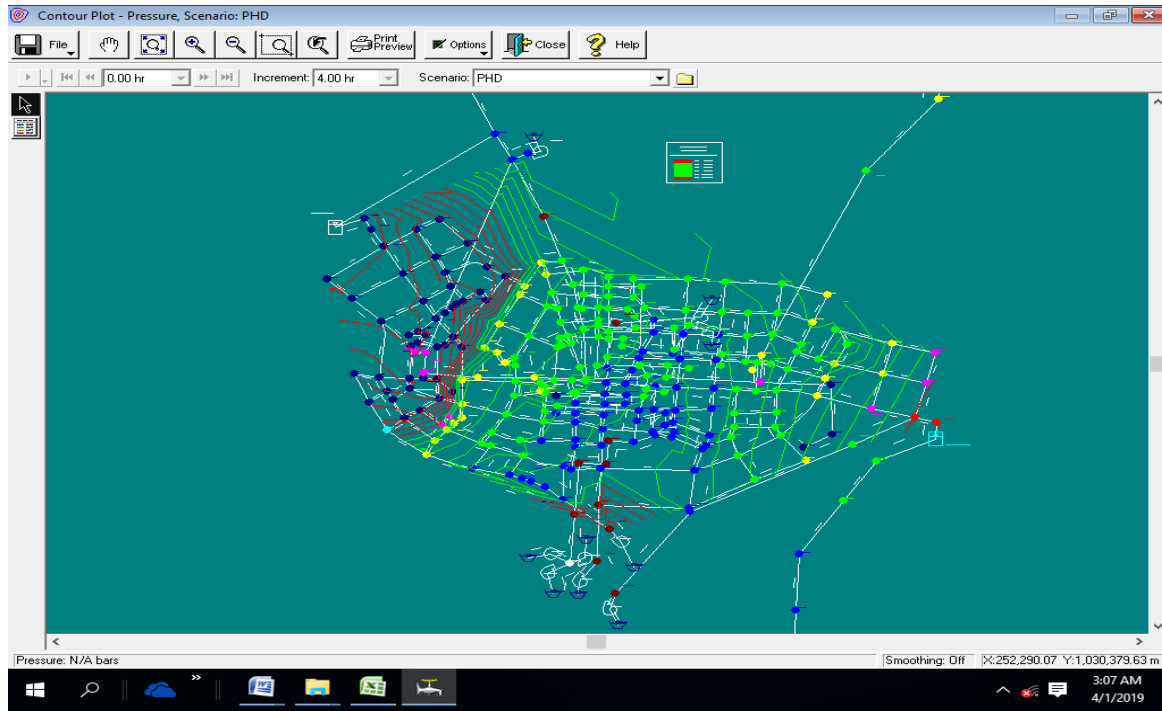 Contour Plot - Pressure, Scenario: PHD
File Print Preview Options Close Help
0.00 hr Increment: 4.00 hr Scenario: PHD
Pressure: N/A bars Smoothing: Off X:252,290.07 Y:1,030,379.63 m
3:07 AM
4/1/2019